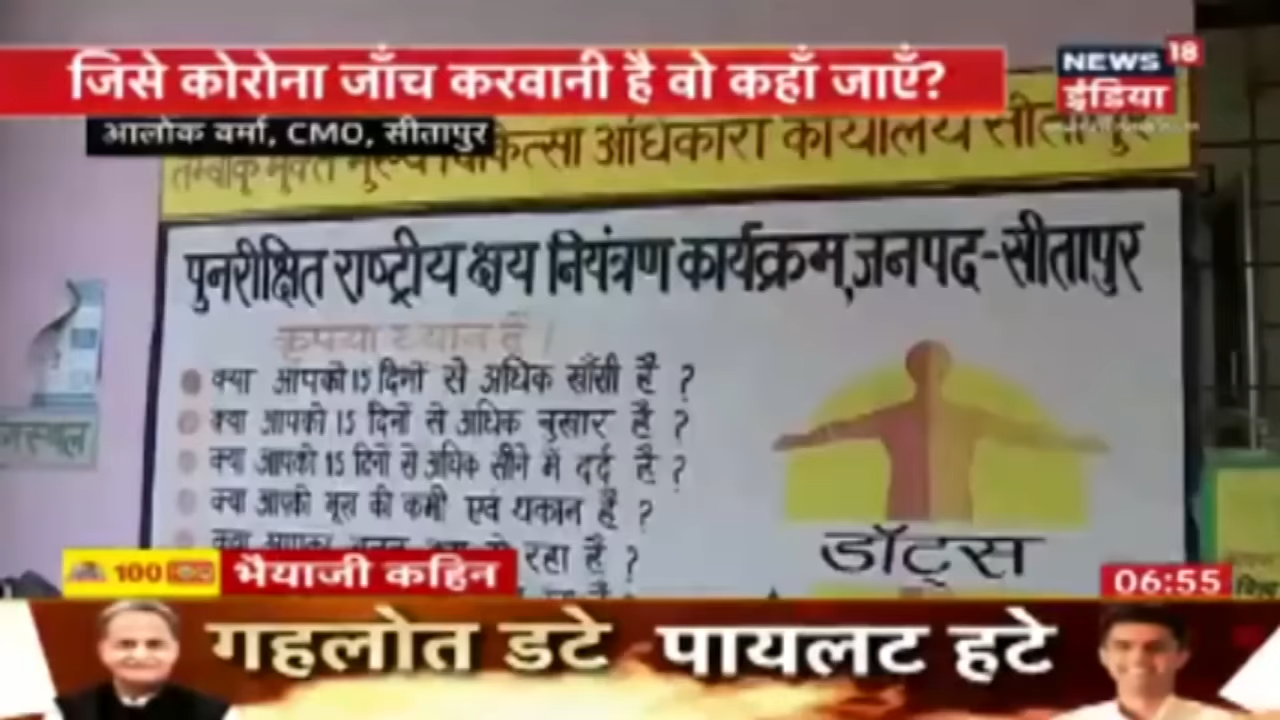 जिसे कोरोना जाँच करवानी है वो कहाँ जाएँ?
NEWS 18
इंडिया
आलोक वर्मा, CMO, सीतापुर
चिकित्सा अधिकारी कार्यालय सीतापुर
पुनरीक्षित राष्ट्रीय क्षय नियंत्रण कार्यक्रम,जनपद-सीतापुर
कृपया ध्यान दें।
क्या आपको 15 दिनों से अधिक खाँसी है ?
क्या आपको 15 दिनों से अधिक बुखार है ?
क्या आपको 15 दिनों से अधिक सीने में दर्द है ?
क्या आपकी भूख की कमी एवं थकान है ?
रहा है ?
डॉट्स
100
भैयाजी कहिन
06:55
गहलोत डटे पायलट हटे